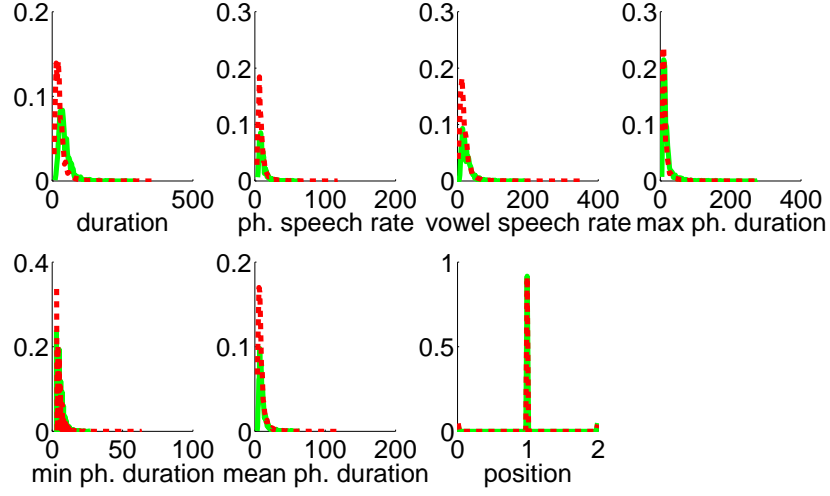 0.2 0.3 0.3 0.3
0.2 0.2 0.2
0.1 0.1 0.1 0.1
0 0 0 0
0 500 0 100 200 0 200 400 0 200 400
duration ph. speech rate vowel speech rate max ph. duration
0.4 0.2 1
0.2 0.1 0.5
0 0 0
0 50 100 0 100 200 0 1 2
min ph. duration mean ph. duration position